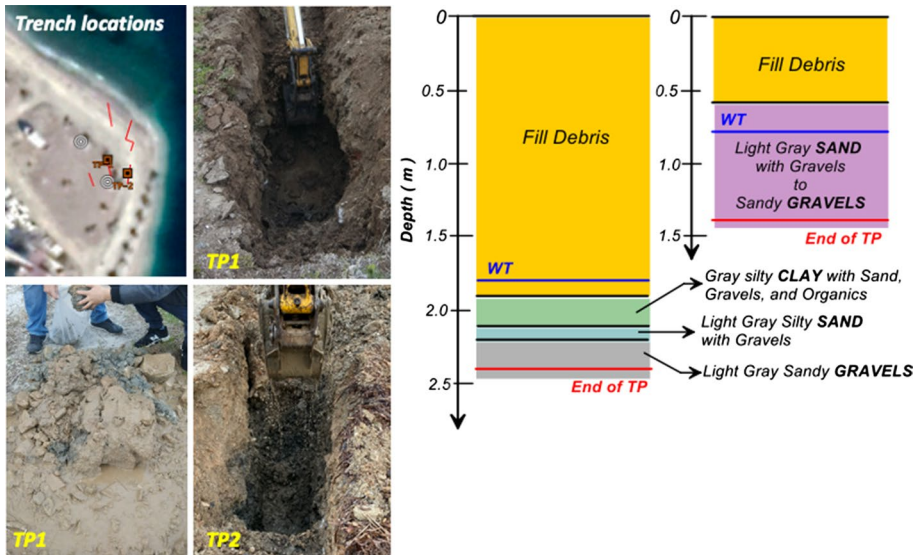 Trench locations
TP-2
TP1
TP1
TP2
Depth ( m )
0
0.5
1.0
1.5
2.0
2.5
Fill Debris
WT
End of TP
0
0.5
1.0
1.5
Fill Debris
WT
Light Gray SAND
with Gravels
to
Sandy GRAVELS
End of TP
Gray silty CLAY with Sand,
Gravels, and Organics
Light Gray Silty SAND
with Gravels
Light Gray Sandy GRAVELS